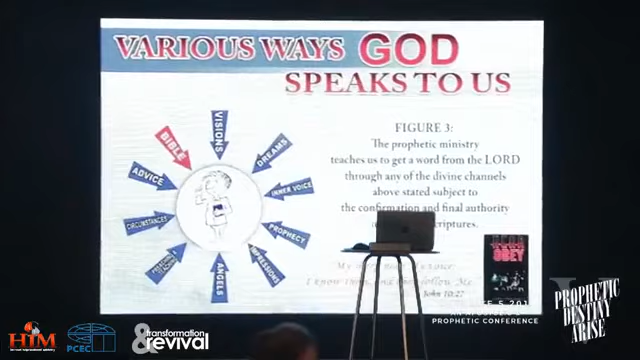 VARIOUS WAYS GOD
SPEAKS TO US
VISIONS
DREAMS
INNER VOICE
PROPHECY
IMPRESSIONS
ANGELS
CIRCUMSTANCES
ADVICE
BIBLE
FIGURE 3:
The prophetic ministry
teaches us to get a word from the LORD
through any of the divine channels
above stated subject to
the confirmation and final authority
John 10:27
OBEY
PROPHETIC CONFERENCE
PROPHETIC
DESTINY
ARISE
HIM
PCEC
& transformation
revival